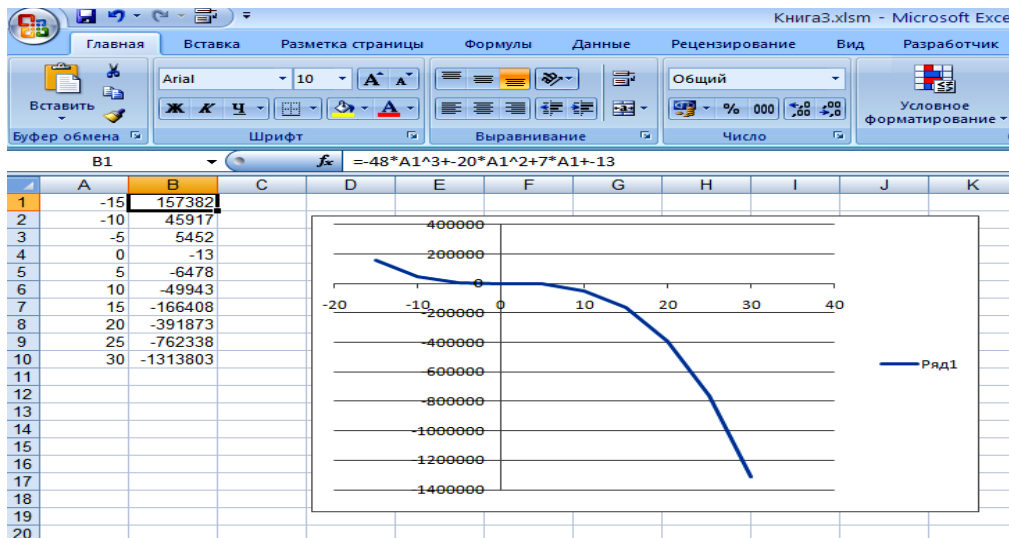 Книга3.xlsm - Microsoft Exce
Главная Вставка Разметка страницы Формулы Данные Рецензирование Вид Разработчик
Вставить
Буфер обмена
Arial 10
Ж К Ч
Шрифт
Выравнивание
Общий
% 000
Число
Условное
форматирование
B1 fx =-48*A1^3+-20*A1^2+7*A1+-13
A B C D E F G H I J K
1 -15 157382
2 -10 45917
3 -5 5452
4 0 -13
5 5 -6478
6 10 -49943
7 15 -166408
8 20 -391873
9 25 -762338
10 30 -1313803
11
12
13
14
15
16
17
18
19
20
400000
200000
0
-20 -10 0 10 20 30 40
-200000
-400000
-600000
-800000
-1000000
-1200000
-1400000
Ряд1